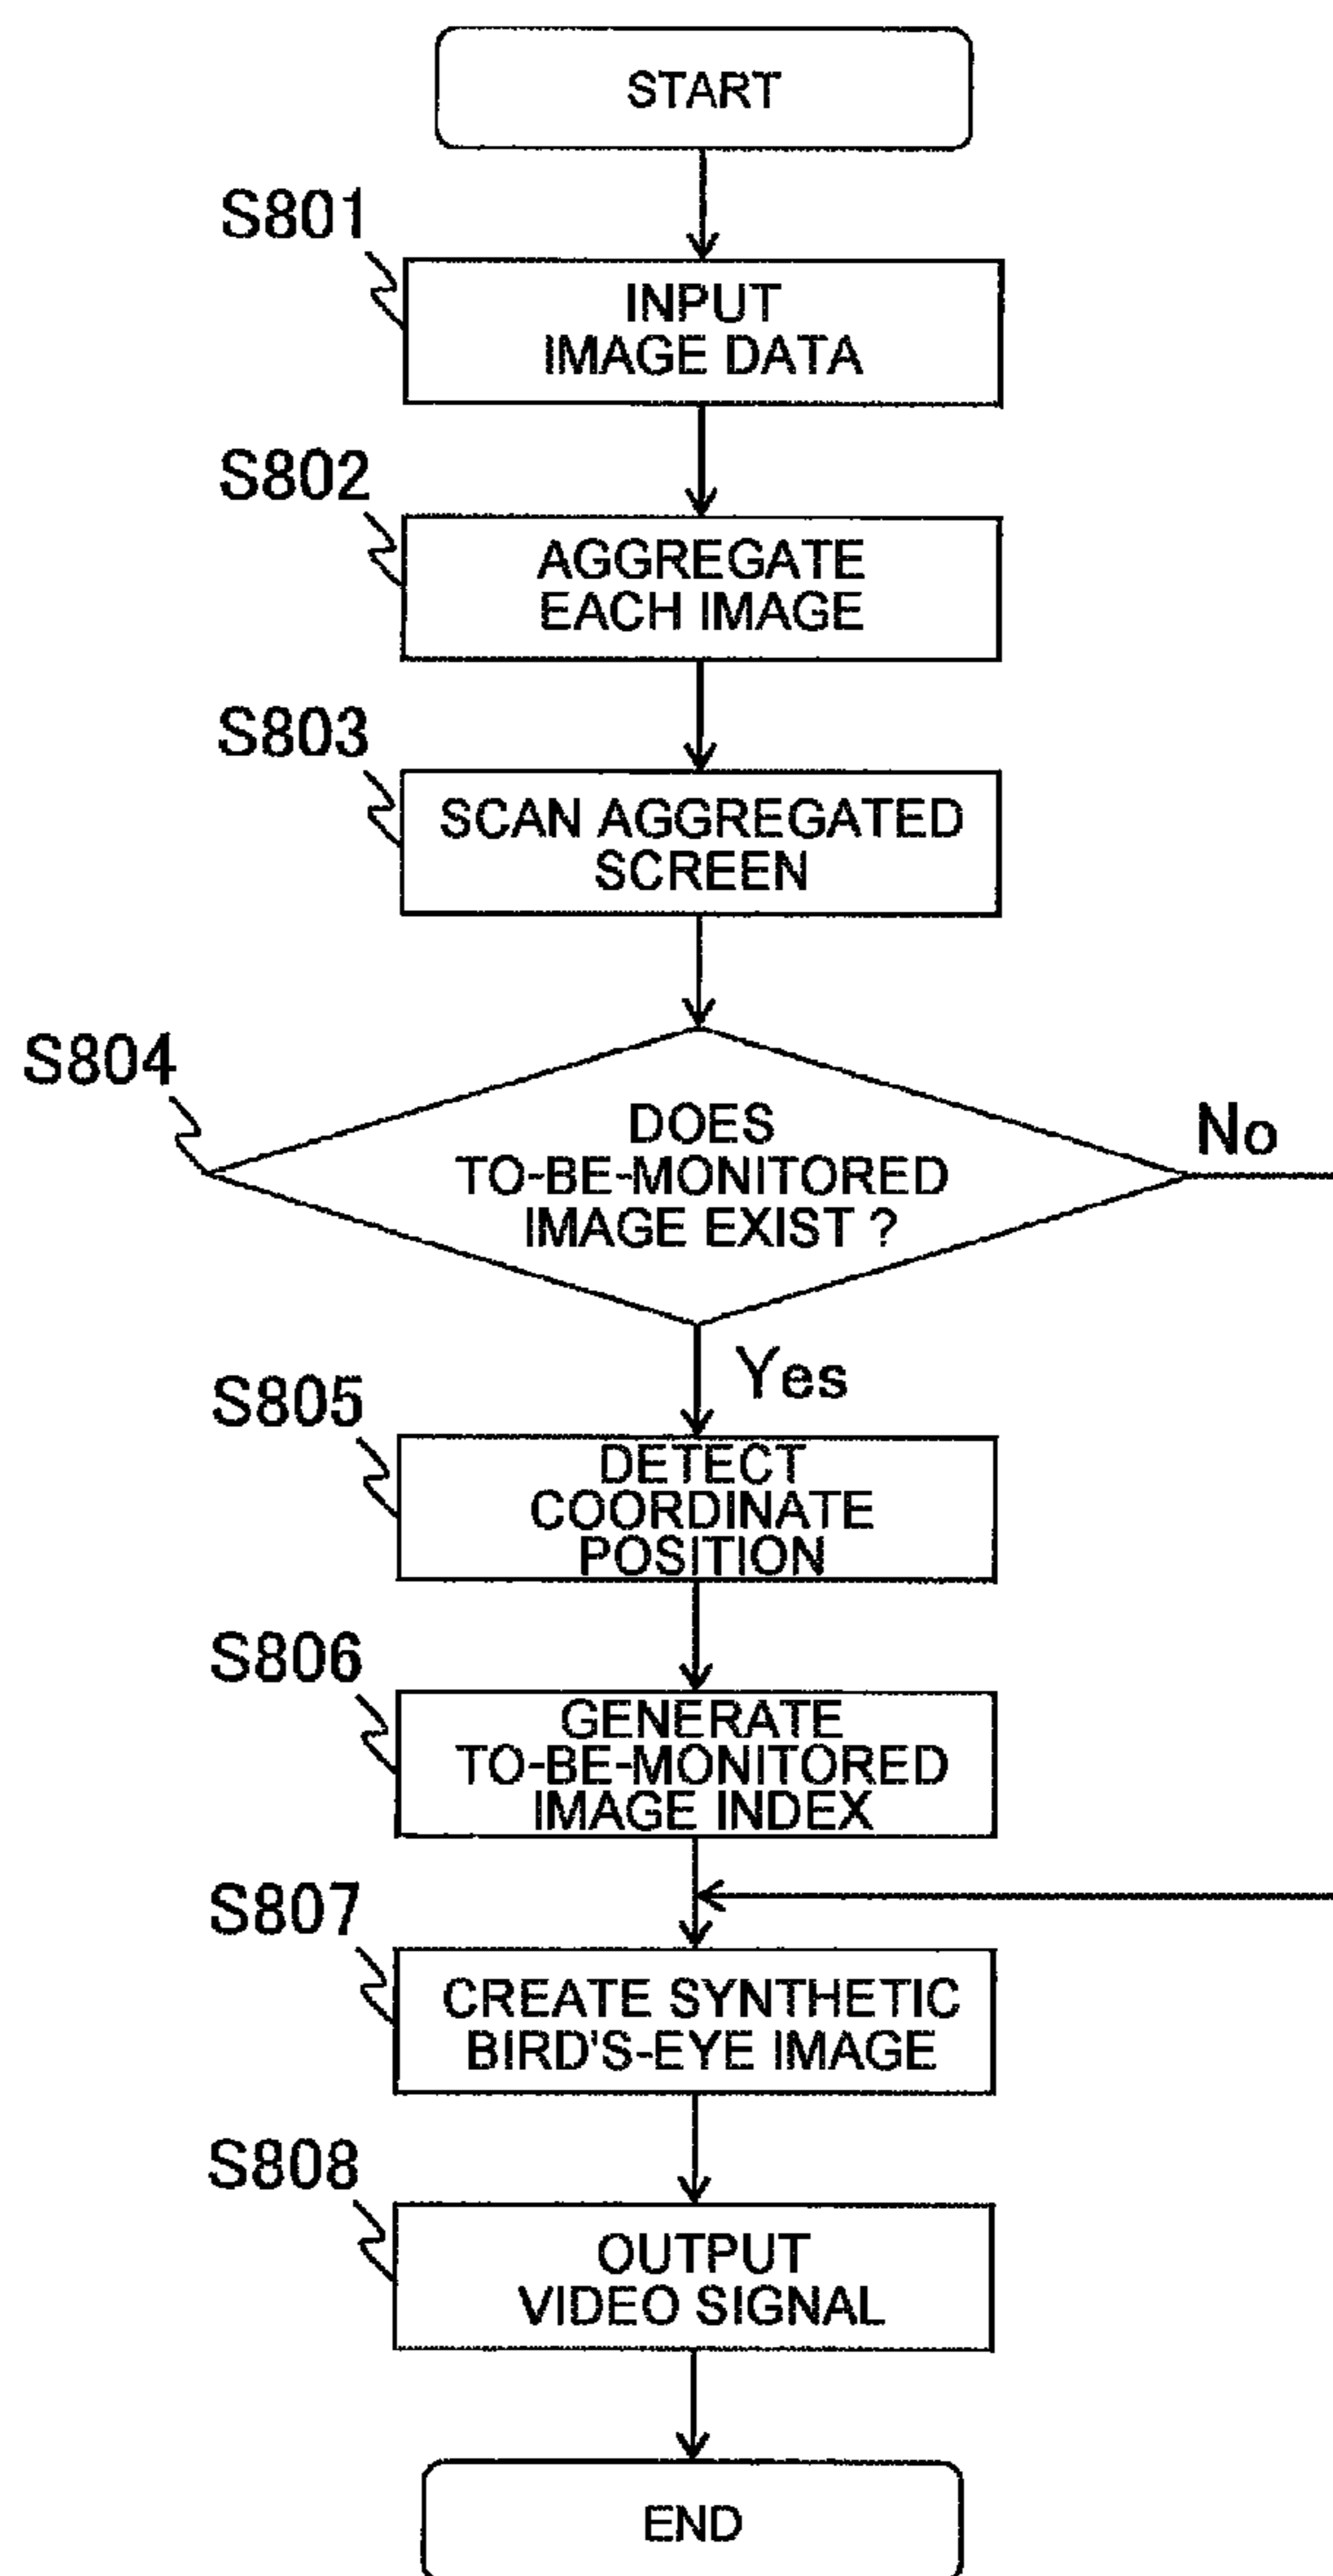 START
S801
INPUT
IMAGE DATA
S802
AGGREGATE
EACH IMAGE
S803
SCAN AGGREGATED
SCREEN
S804
DOES
TO-BE-MONITORED
IMAGE EXIST ?
No
Yes
S805
DETECT
COORDINATE
POSITION
S806
GENERATE
TO-BE-MONITORED
IMAGE INDEX
S807
CREATE SYNTHETIC
BIRD'S-EYE IMAGE
S808
OUTPUT
VIDEO SIGNAL
END